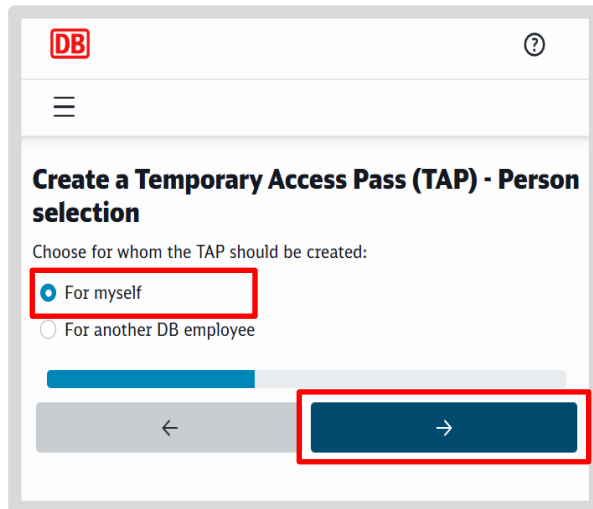 DB
?
Create a Temporary Access Pass (TAP) - Person
selection
Choose for whom the TAP should be created:
For myself
For another DB employee